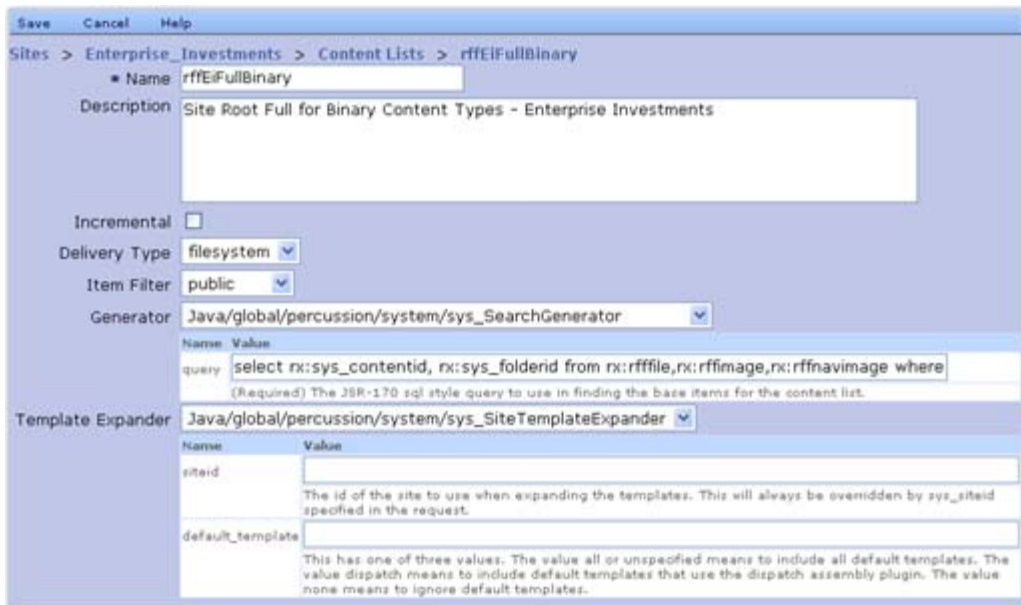 Save Cancel Help
Sites > Enterprise_Investments > Content Lists > rffEiFullBinary
Name rffEiFullBinary
Description Site Root Full for Binary Content Types - Enterprise Investments
Incremental
Delivery Type filesystem
Item Filter public
Generator Java/global/percussion/system/sys_SearchGenerator
Name Value
query select rx:sys_contentid, rx:sys_folderid from rx:rfffile,rx:rffimage,rx:rffnavimage where
(Required) The JSR-170 sql style query to use in finding the base items for the content list.
Template Expander Java/global/percussion/system/sys_SiteTemplateExpander
Name Value
siteid
The id of the site to use when expanding the templates. This will always be overridden by sys_siteid
specified in the request.
default_template
This has one of three values. The value all or unspecified means to include all default templates. The
value dispatch means to include default templates that use the dispatch assembly plugin. The value
none means to ignore default templates.